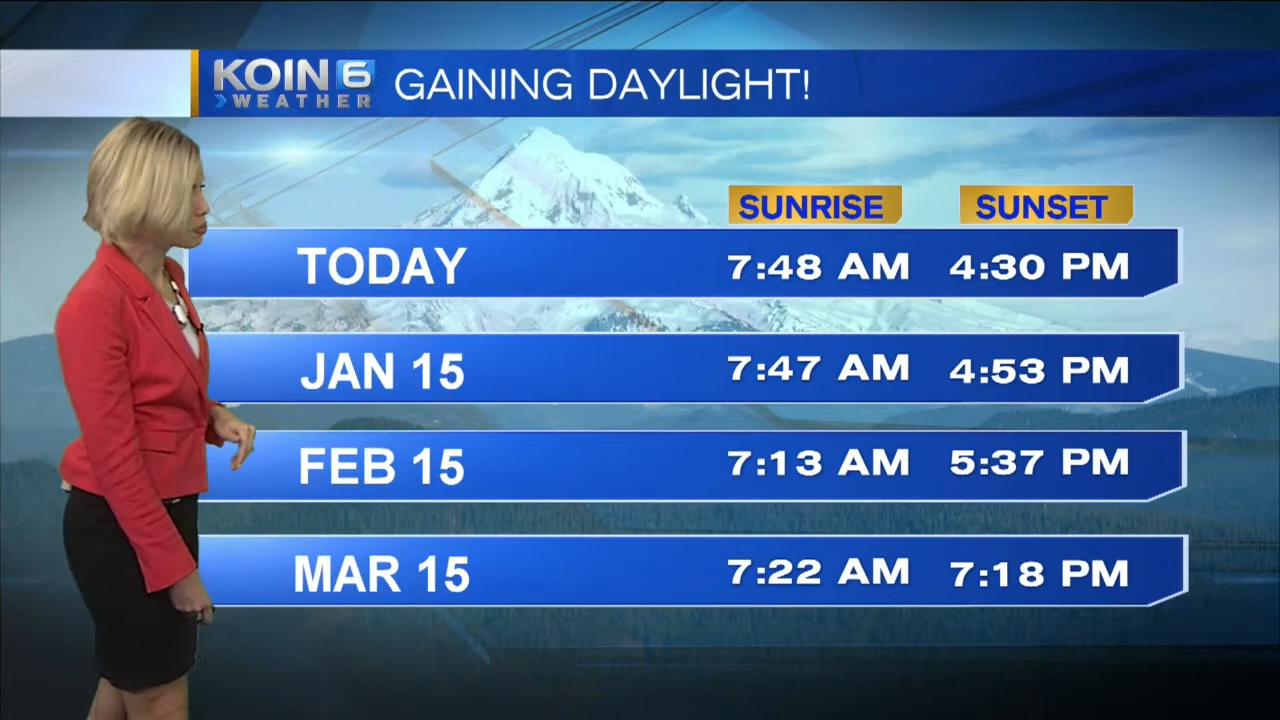 KOIN 6
WEATHER
GAINING DAYLIGHT!
SUNRISE SUNSET
TODAY 7:48 AM 4:30 PM
JAN 15 7:47 AM 4:53 PM
FEB 15 7:13 AM 5:37 PM
MAR 15 7:22 AM 7:18 PM